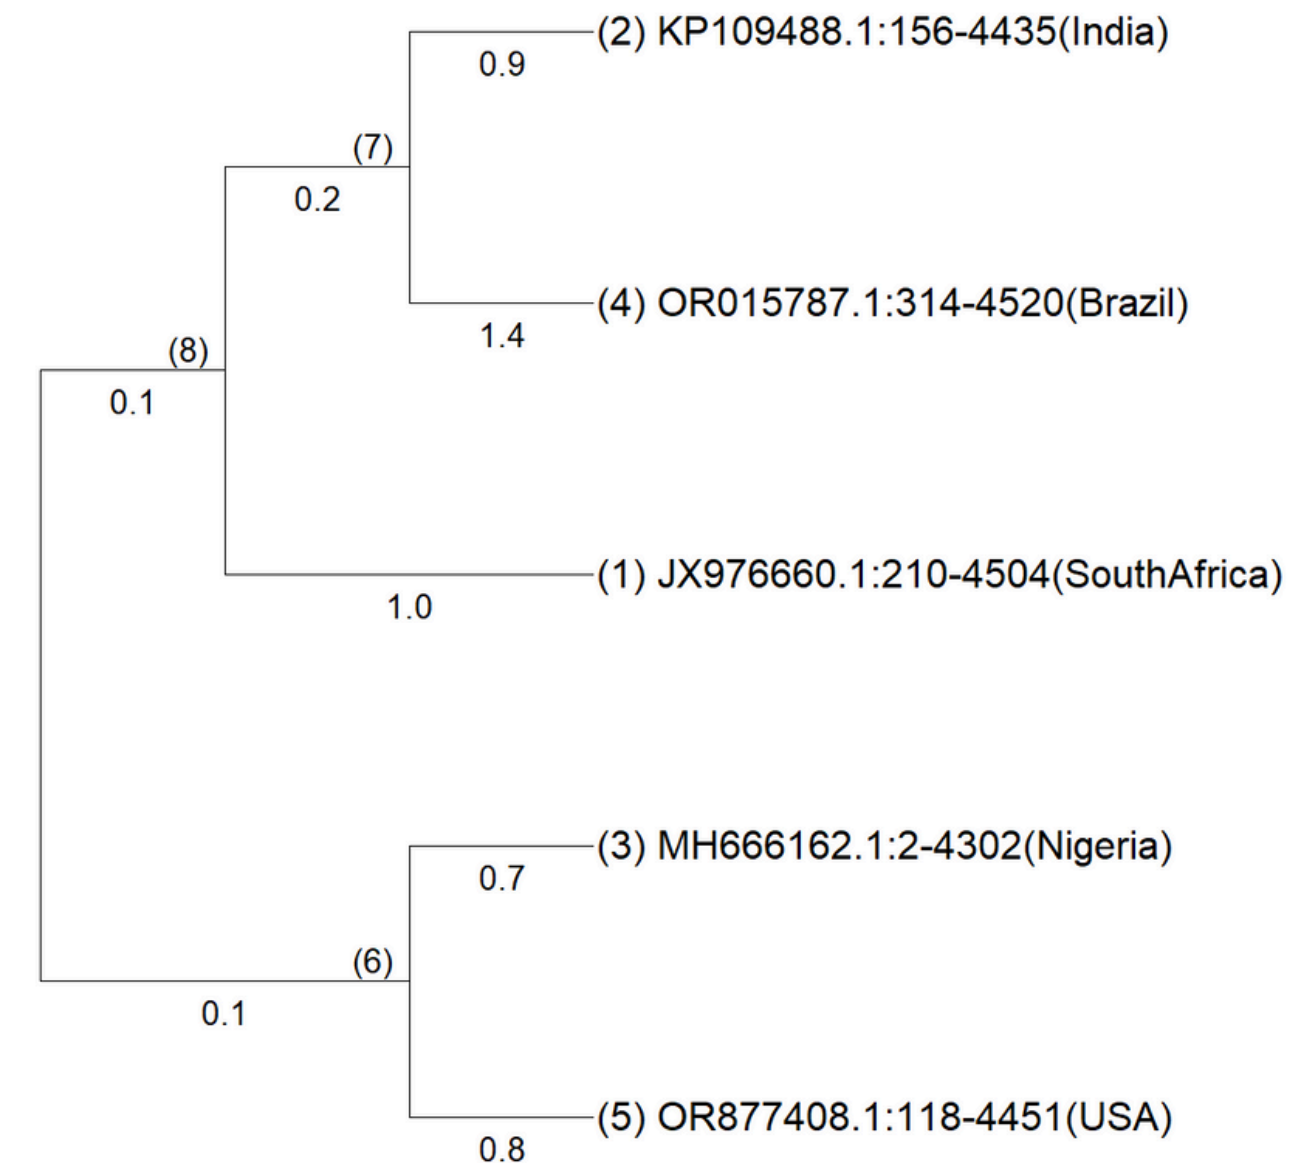 (2) KP109488.1:156-4435(India)
0.9
(7)
0.2
(4) OR015787.1:314-4520(Brazil)
1.4
(8)
0.1
(1) JX976660.1:210-4504(SouthAfrica)
1.0
(3) MH666162.1:2-4302(Nigeria)
0.7
(6)
0.1
(5) OR877408.1:118-4451(USA)
0.8